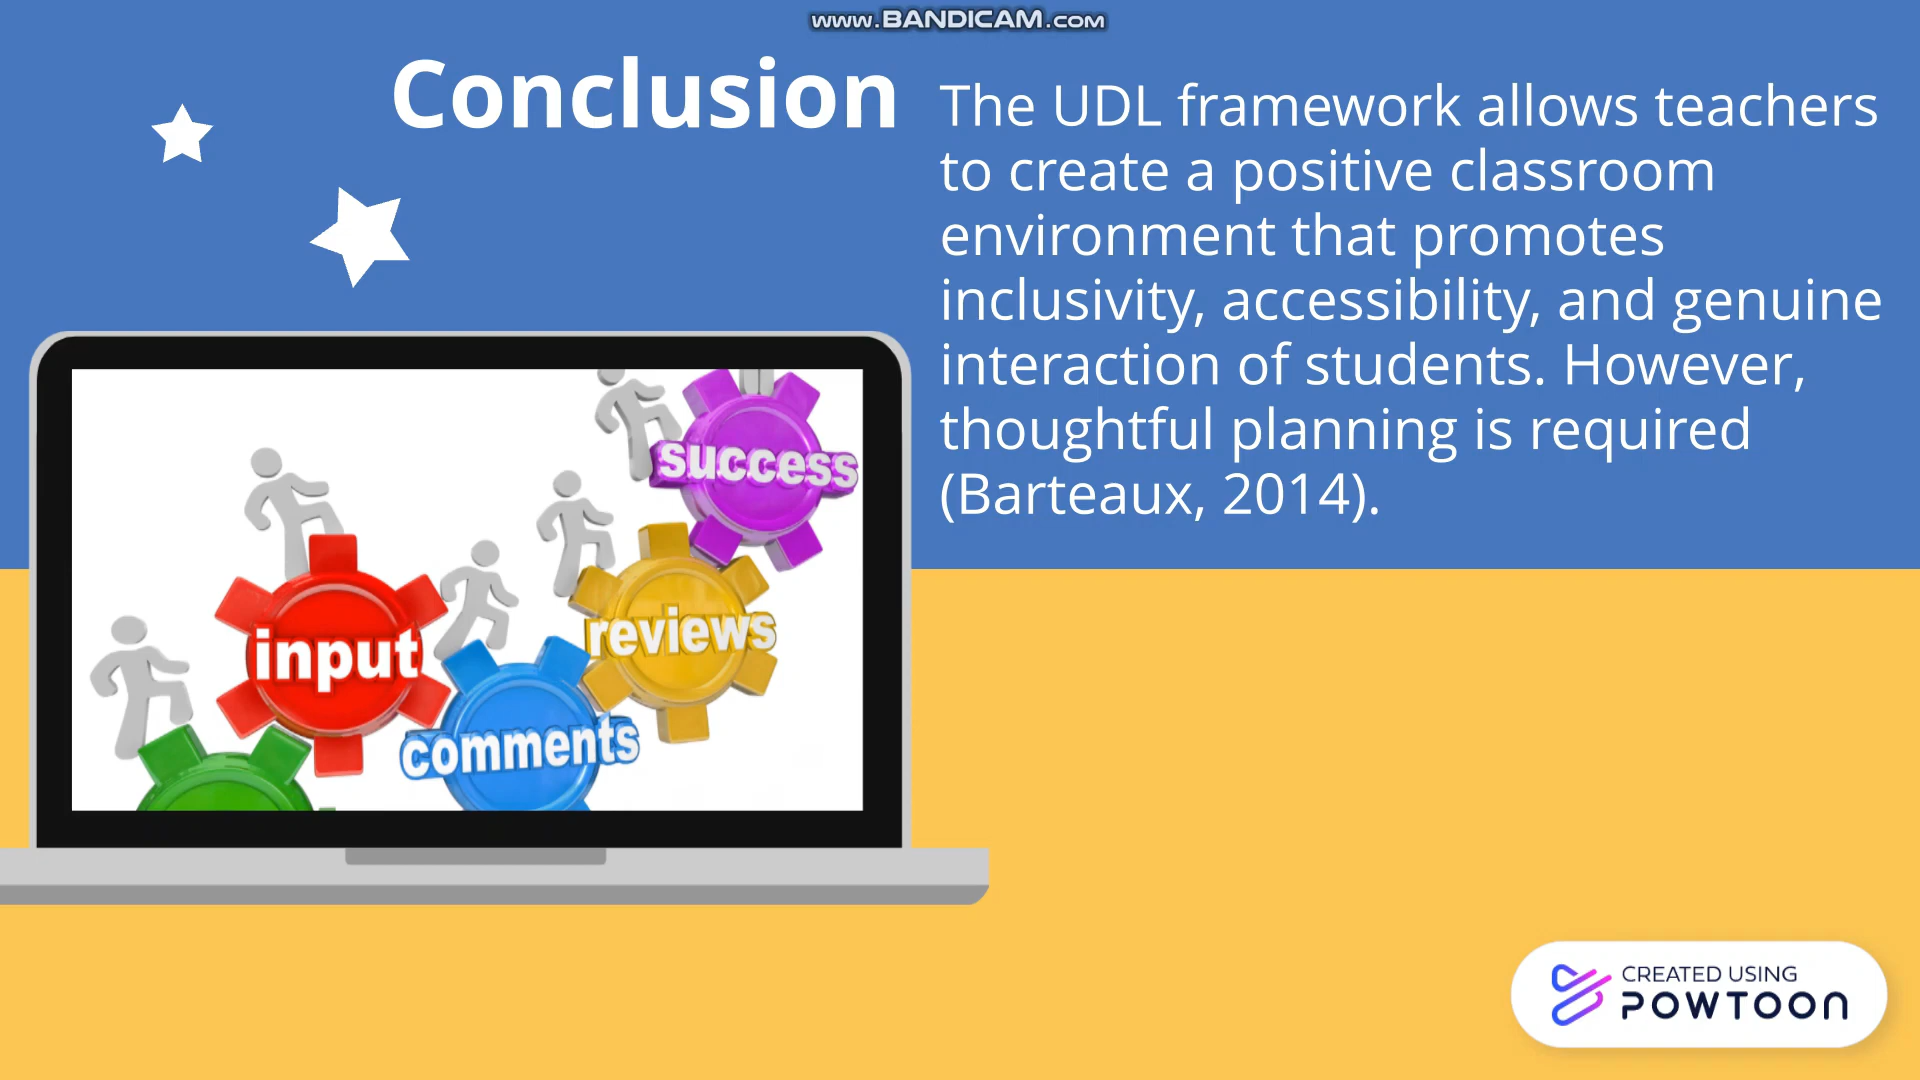 www.BANDICAM.com
Conclusion
The UDL framework allows teachers
to create a positive classroom
environment that promotes
inclusivity, accessibility, and genuine
interaction of students. However,
thoughtful planning is required
(Barteaux, 2014).
success
reviews
input
comments
CREATED USING
POWTOON